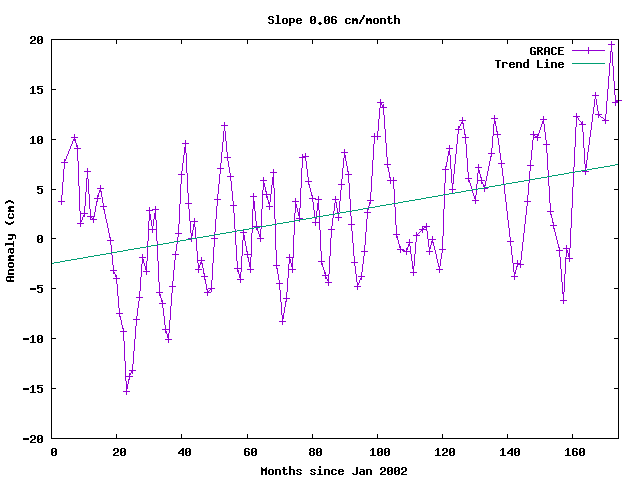 Slope 0.06 cm/month
GRACE
Trend Line
20
15
10
5
0
-5
-10
-15
-20
Anomaly (cm)
0 20 40 60 80 100 120 140 160
Months since Jan 2002